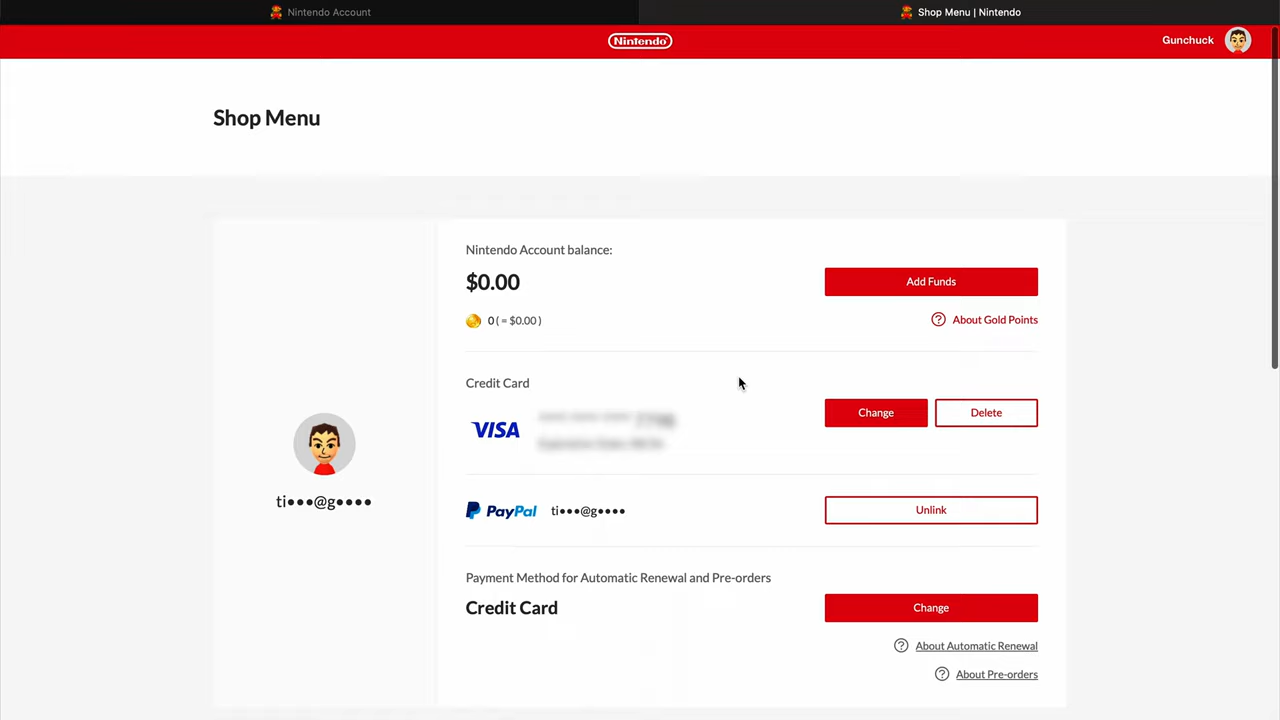 Nintendo Account
Shop Menu | Nintendo
Nintendo
Gunchuck
Shop Menu
Nintendo Account balance:
$0.00
Add Funds
0 ( = $0.00 )
About Gold Points
Credit Card
VISA
Change
Delete
ti•••@g••••
PayPal
ti•••@g••••
Unlink
Payment Method for Automatic Renewal and Pre-orders
Credit Card
Change
About Automatic Renewal
About Pre-orders